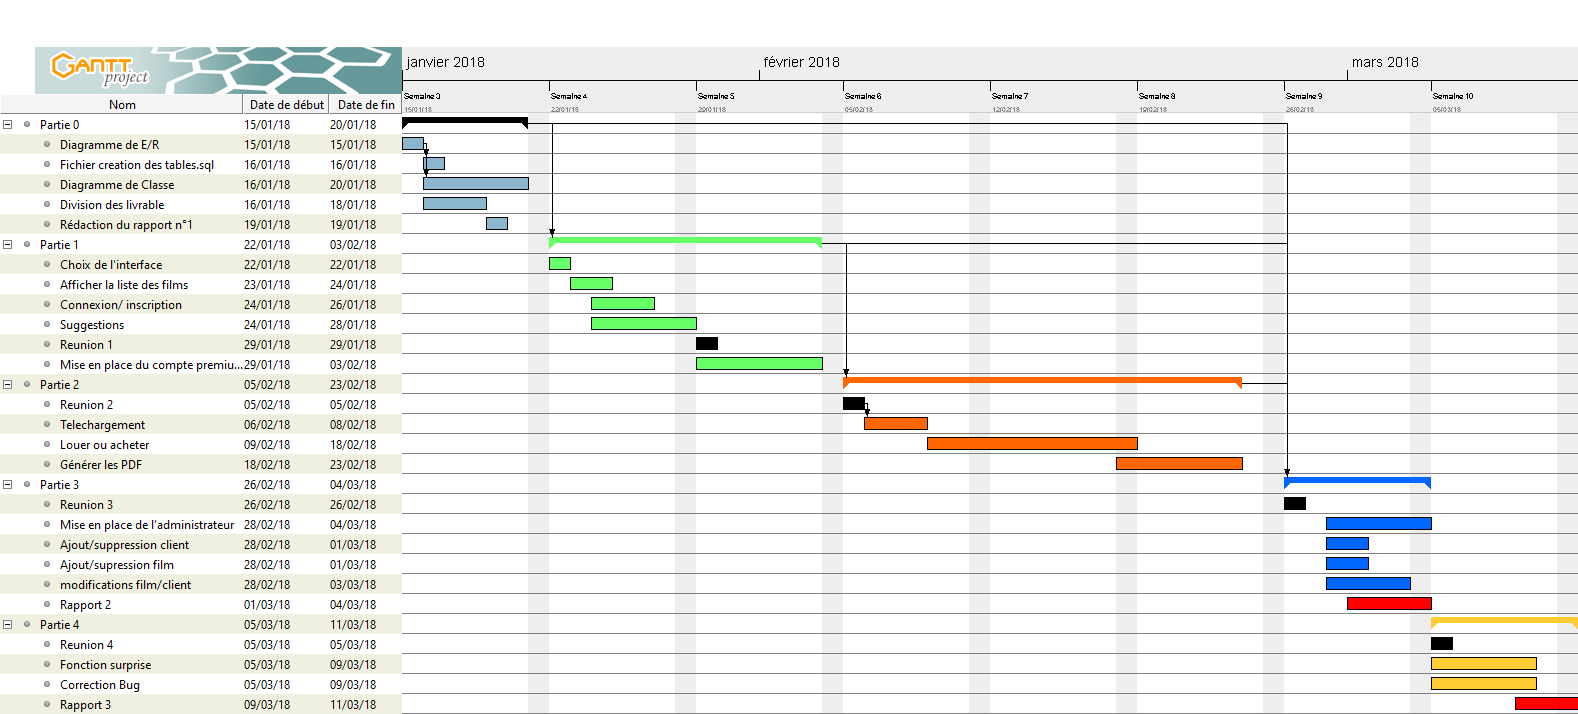 GANTT
project
janvier 2018 février 2018 mars 2018
Nom Date de début Date de fin
Semaine 3 Semaine 4 Semaine 5 Semaine 6 Semaine 7 Semaine 8 Semaine 9 Semaine 10
15/01/18 22/01/18 29/01/18 05/02/18 12/02/18 19/02/18 26/02/18 05/03/18
Partie 0 15/01/18 20/01/18
Diagramme de E/R 15/01/18 15/01/18
Fichier creation des tables.sql 16/01/18 16/01/18
Diagramme de Classe 16/01/18 20/01/18
Division des livrable 16/01/18 18/01/18
Rédaction du rapport n°1 19/01/18 19/01/18
Partie 1 22/01/18 03/02/18
Choix de l'interface 22/01/18 22/01/18
Afficher la liste des films 23/01/18 24/01/18
Connexion/ inscription 24/01/18 26/01/18
Suggestions 24/01/18 28/01/18
Reunion 1 29/01/18 29/01/18
Mise en place du compte premiu... 29/01/18 03/02/18
Partie 2 05/02/18 23/02/18
Reunion 2 05/02/18 05/02/18
Telechargement 06/02/18 08/02/18
Louer ou acheter 09/02/18 18/02/18
Générer les PDF 18/02/18 23/02/18
Partie 3 26/02/18 04/03/18
Reunion 3 26/02/18 26/02/18
Mise en place de l'administrateur 28/02/18 04/03/18
Ajout/suppression client 28/02/18 01/03/18
Ajout/supression film 28/02/18 01/03/18
modifications film/client 28/02/18 03/03/18
Rapport 2 01/03/18 04/03/18
Partie 4 05/03/18 11/03/18
Reunion 4 05/03/18 05/03/18
Fonction surprise 05/03/18 09/03/18
Correction Bug 05/03/18 09/03/18
Rapport 3 09/03/18 11/03/18